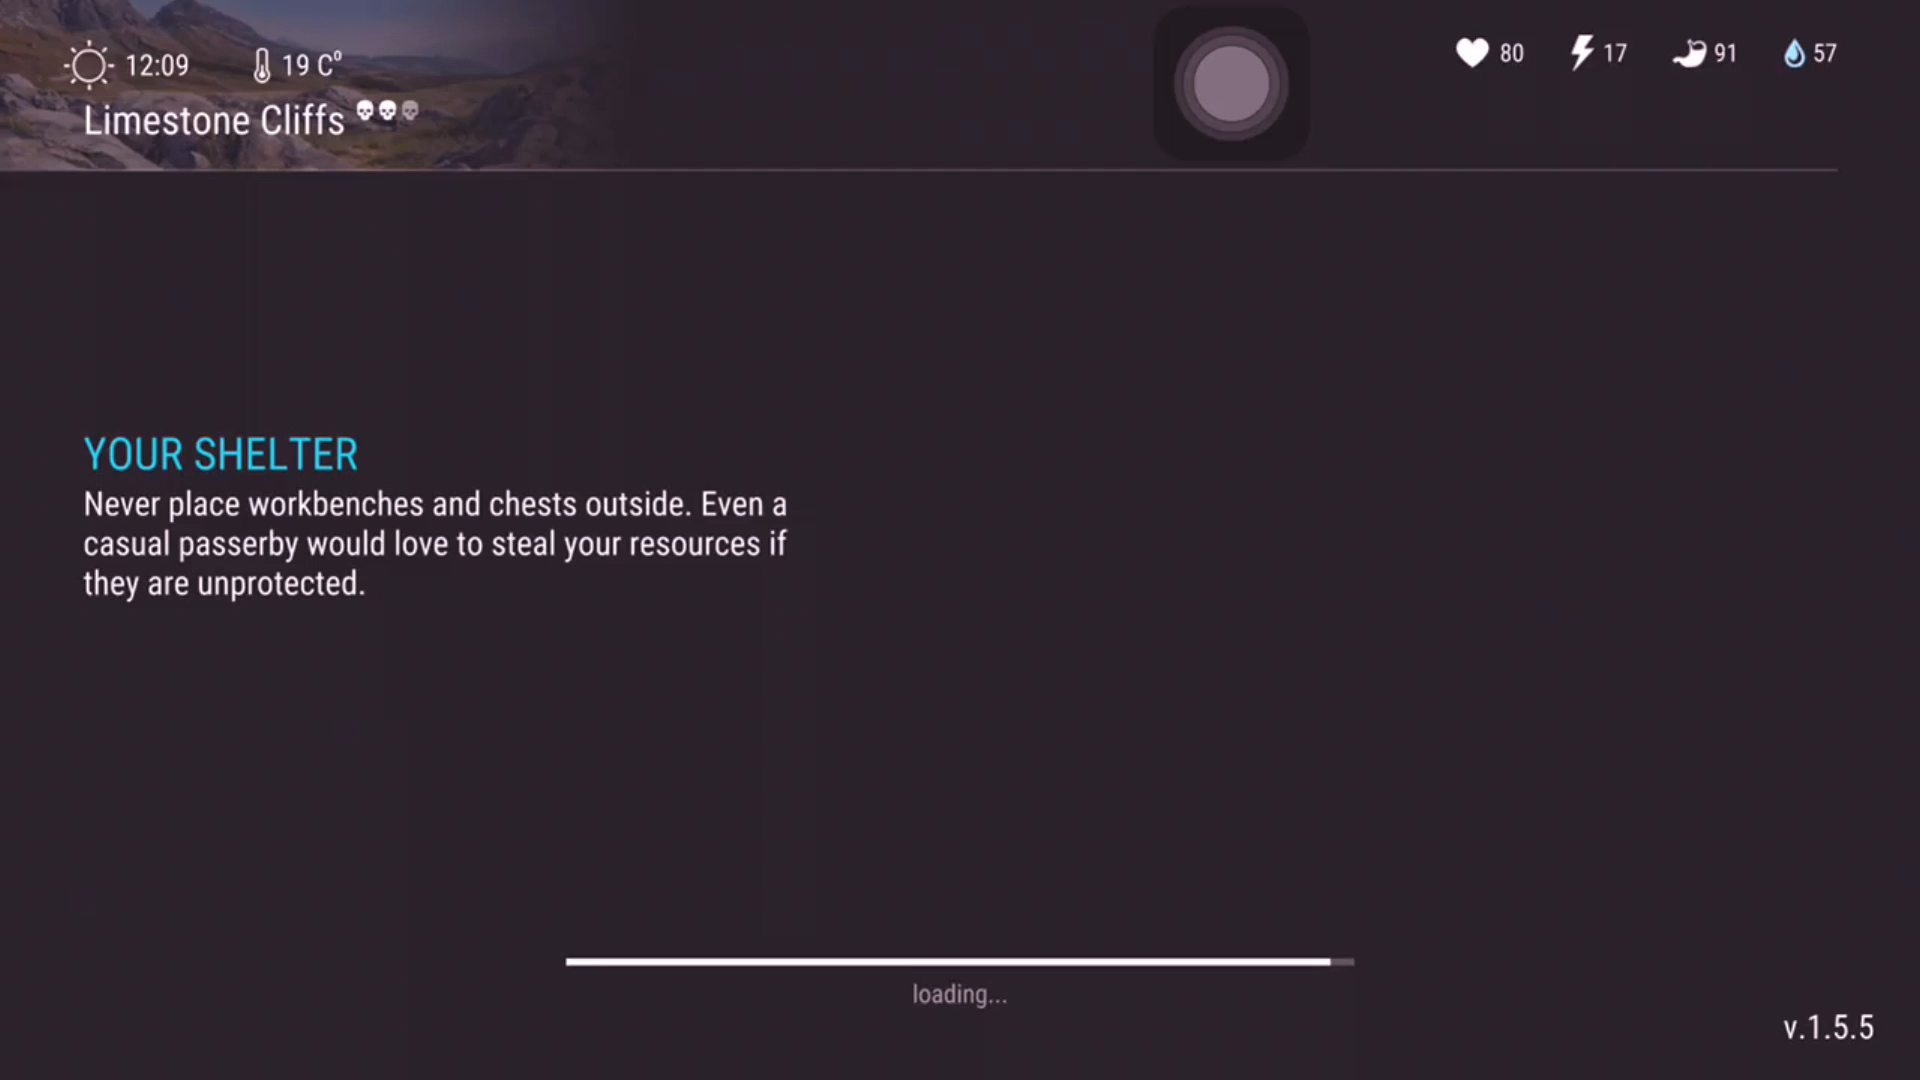 12:09 19 C⁰
80 17 91 57
Limestone Cliffs
YOUR SHELTER
Never place workbenches and chests outside. Even a
casual passerby would love to steal your resources if
they are unprotected.
loading...
v.1.5.5